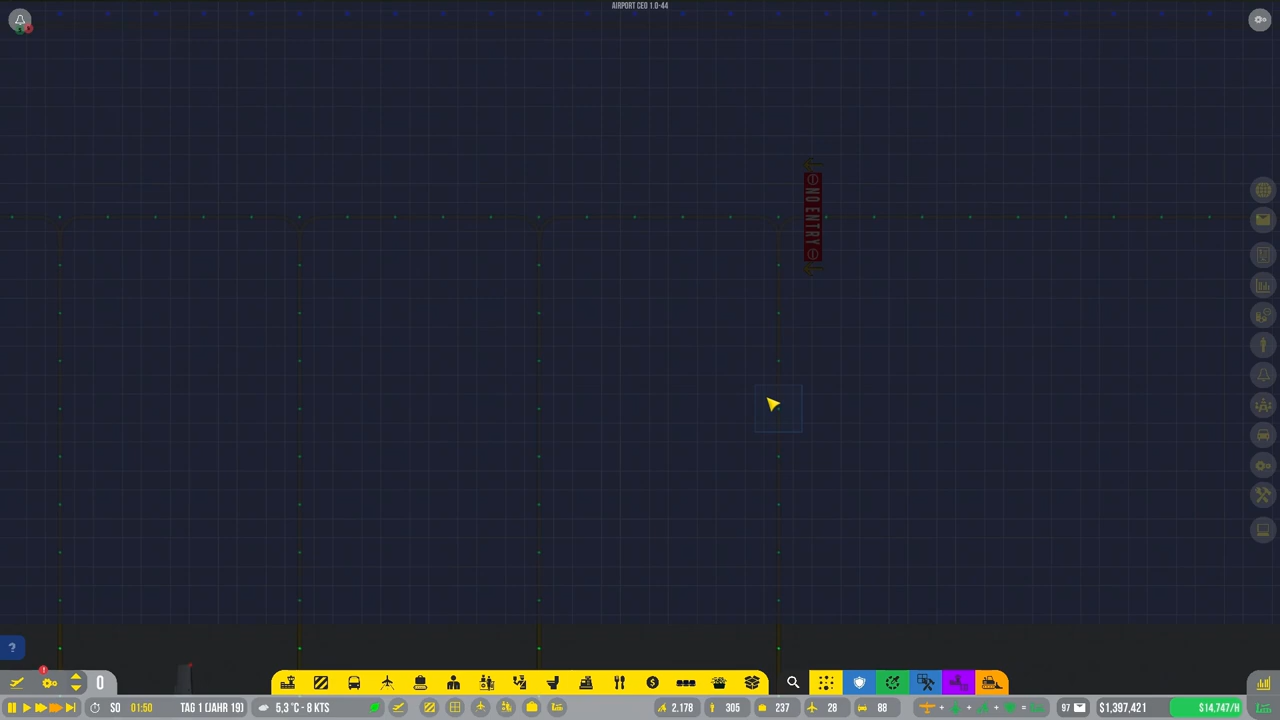 AIRPORT CEO 1.0-44
NO ENTRY
?
0
SO 01:50 TAG 1 (JAHR 19) 5,3 °C - 8 KTS 2.178 305 237 28 88 97 $1,397,421 $14,747/H